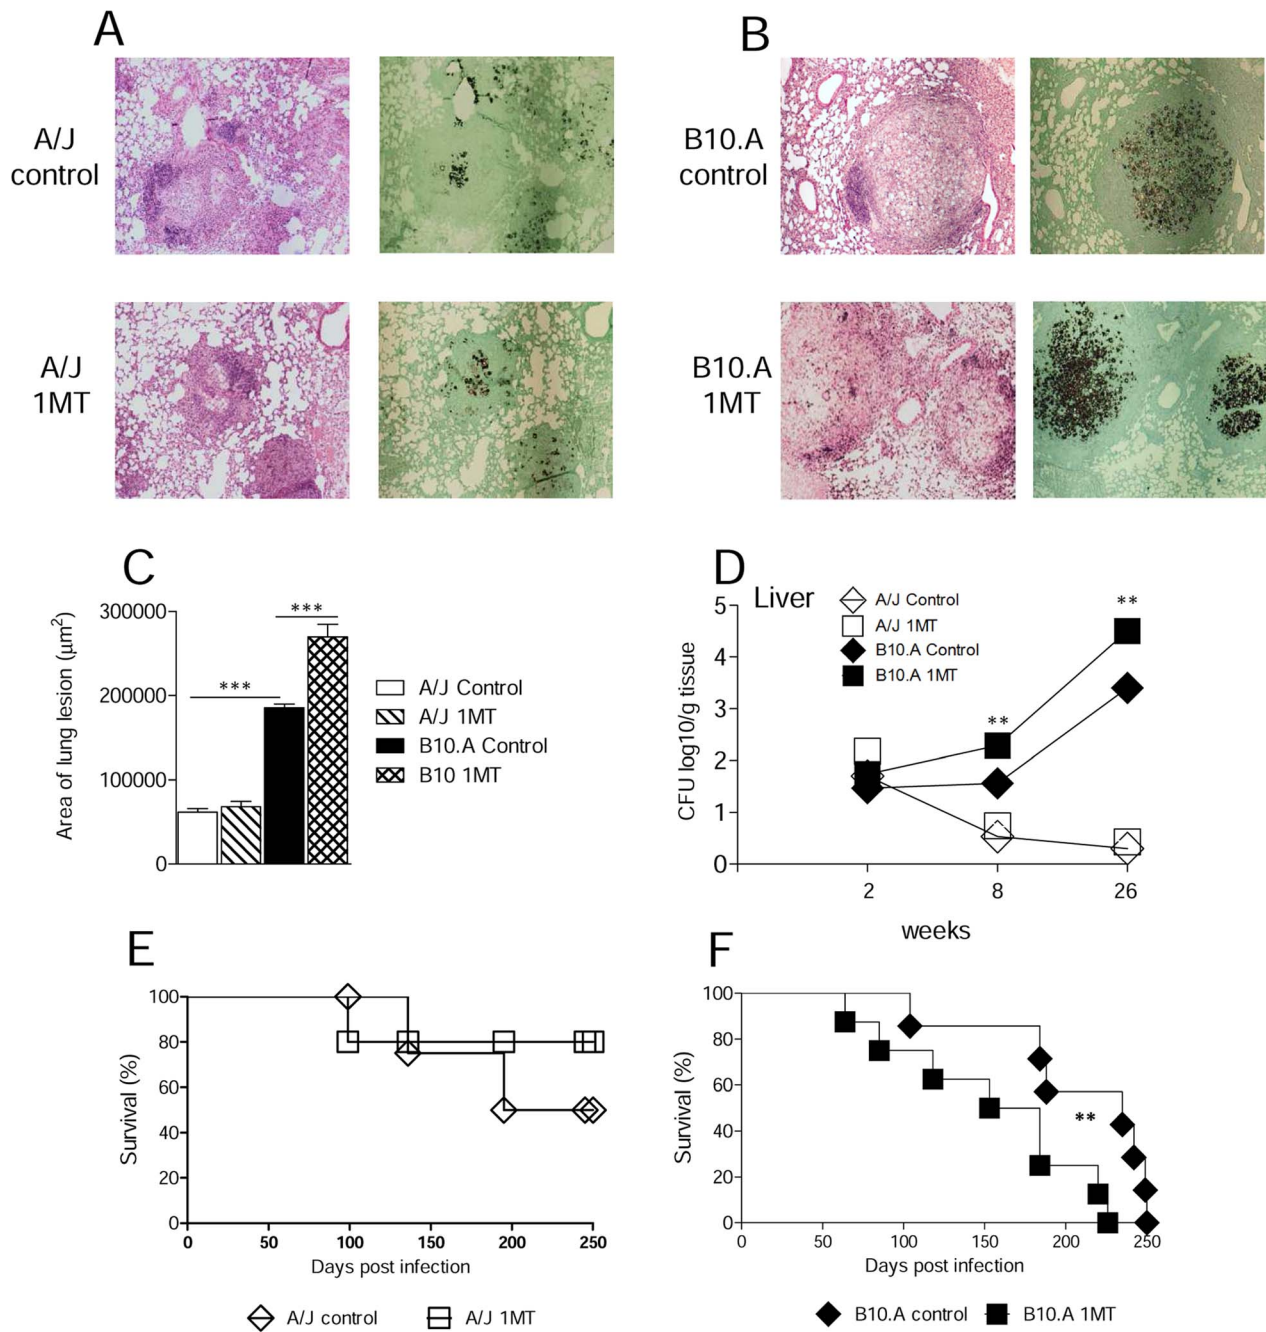 A
B
A/J
control
B10.A
control
A/J
1MT
B10.A
1MT
C
Area of lung lesion (µm2)
300000
200000
100000
0
***
***
A/J Control
A/J 1MT
B10.A Control
B10 1MT
D
Liver
A/J Control
A/J 1MT
B10.A Control
B10.A 1MT
CFU log10/g tissue
5
4
3
2
1
0
**
**
2 8 26
weeks
E
Survival (%)
100
80
60
40
20
0
0 50 100 150 200 250
Days post infection
A/J control A/J 1MT
F
Survival (%)
100
80
60
40
20
0
**
0 50 100 150 200 250
Days post infection
B10.A control B10.A 1MT